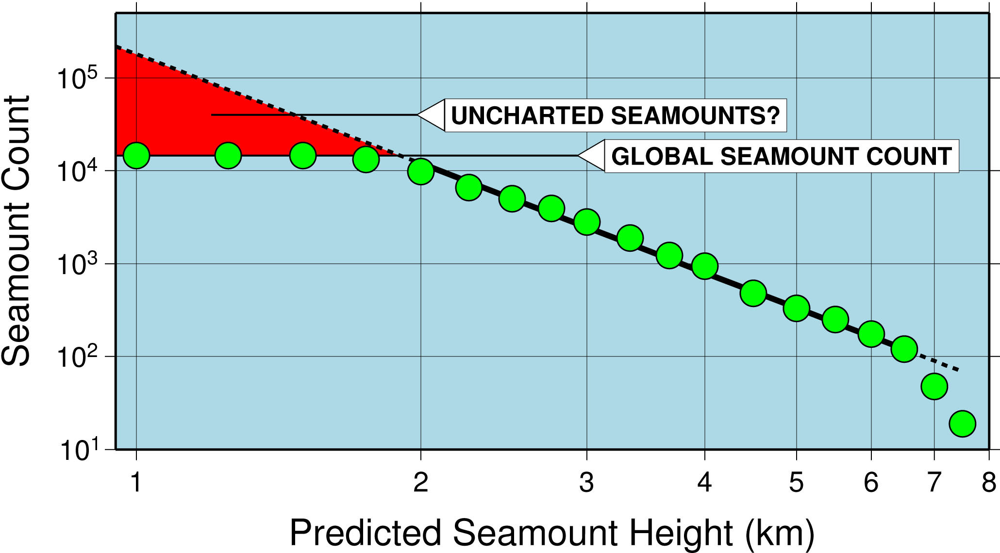 Seamount Count
10⁵
10⁴
10³
10²
10¹
UNCHARTED SEAMOUNTS?
GLOBAL SEAMOUNT COUNT
1 2 3 4 5 6 7 8
Predicted Seamount Height (km)